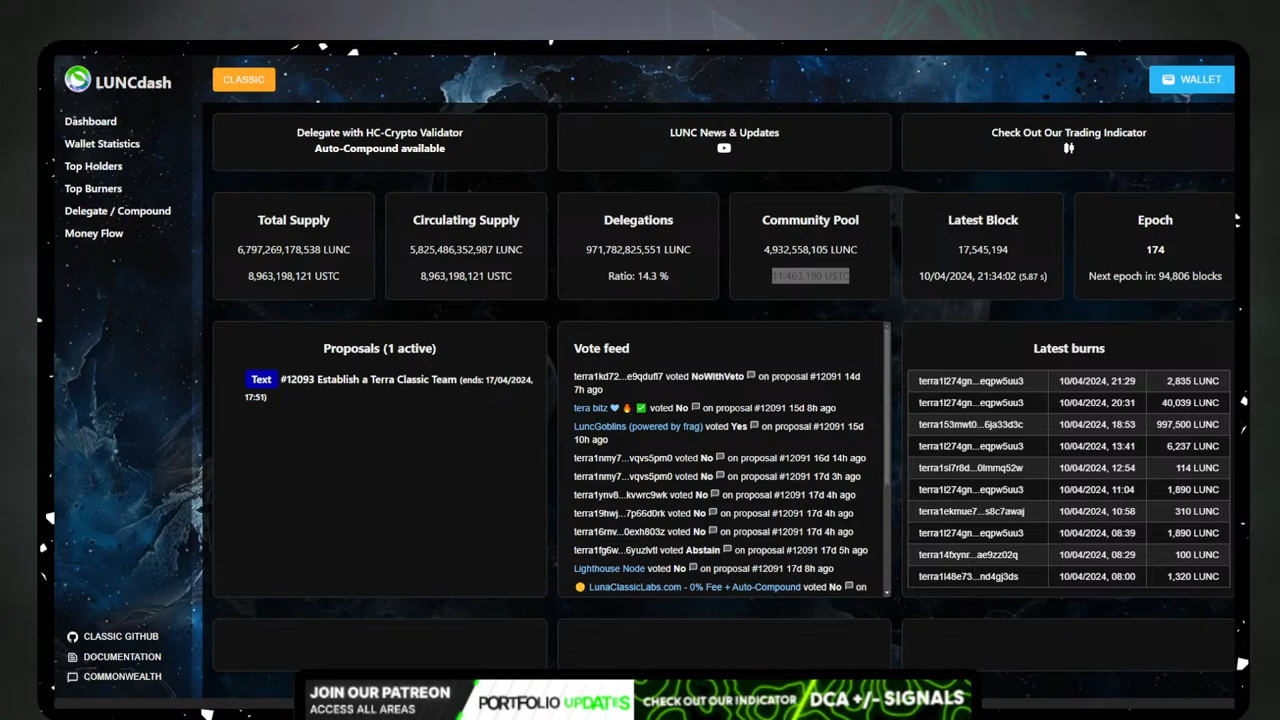 LUNCdash
CLASSIC
WALLET
Dashboard
Wallet Statistics
Top Holders
Top Burners
Delegate / Compound
Money Flow
Delegate with HC-Crypto Validator
Auto-Compound available
LUNC News & Updates
Check Out Our Trading Indicator
Total Supply
6,797,269,178,538 LUNC
8,963,198,121 USTC
Circulating Supply
5,825,486,352,987 LUNC
8,963,198,121 USTC
Delegations
971,782,825,551 LUNC
Ratio: 14.3 %
Community Pool
4,932,558,105 LUNC
11,463,190 USTC
Latest Block
17,545,194
10/04/2024, 21:34:02 (5.87 s)
Epoch
174
Next epoch in: 94,806 blocks
Proposals (1 active)
Text #12093 Establish a Terra Classic Team (ends: 17/04/2024,
17:51)
Vote feed
terra1kd72...e9qdufl7 voted NoWithVeto on proposal #12091 14d
7h ago
tera bitz 💙 🔥 ✅ voted No on proposal #12091 15d 8h ago
LuncGoblins (powered by frag) voted Yes on proposal #12091 15d
10h ago
terra1nmy7...vqvs5pm0 voted No on proposal #12091 16d 14h ago
terra1nmy7...vqvs5pm0 voted No on proposal #12091 17d 3h ago
terra1ynv8...kvwrc9wk voted No on proposal #12091 17d 4h ago
terra19hwj...7p66d0rk voted No on proposal #12091 17d 4h ago
terra16mv...0exh803z voted No on proposal #12091 17d 4h ago
terra1fg6w...6yuzlvtl voted Abstain on proposal #12091 17d 5h ago
Lighthouse Node voted No on proposal #12091 17d 8h ago
LunaClassicLabs.com - 0% Fee + Auto-Compound voted No on
Latest burns
terra1l274gn...eqpw5uu3 10/04/2024, 21:29 2,835 LUNC
terra1l274gn...eqpw5uu3 10/04/2024, 20:31 40,039 LUNC
terra153mwt0...6ja33d3c 10/04/2024, 18:53 997,500 LUNC
terra1l274gn...eqpw5uu3 10/04/2024, 13:41 6,237 LUNC
terra1sl7r8d...0lmmq52w 10/04/2024, 12:54 114 LUNC
terra1l274gn...eqpw5uu3 10/04/2024, 11:04 1,890 LUNC
terra1ekmue7...s8c7awaj 10/04/2024, 10:58 310 LUNC
terra1l274gn...eqpw5uu3 10/04/2024, 08:39 1,890 LUNC
terra14fxynr...ae9zz02q 10/04/2024, 08:29 100 LUNC
terra1l48e73...nd4gj3ds 10/04/2024, 08:00 1,320 LUNC
CLASSIC GITHUB
DOCUMENTATION
COMMONWEALTH
JOIN OUR PATREON
ACCESS ALL AREAS
PORTFOLIO UPDATES
CHECK OUT OUR INDICATOR
DCA +/- SIGNALS